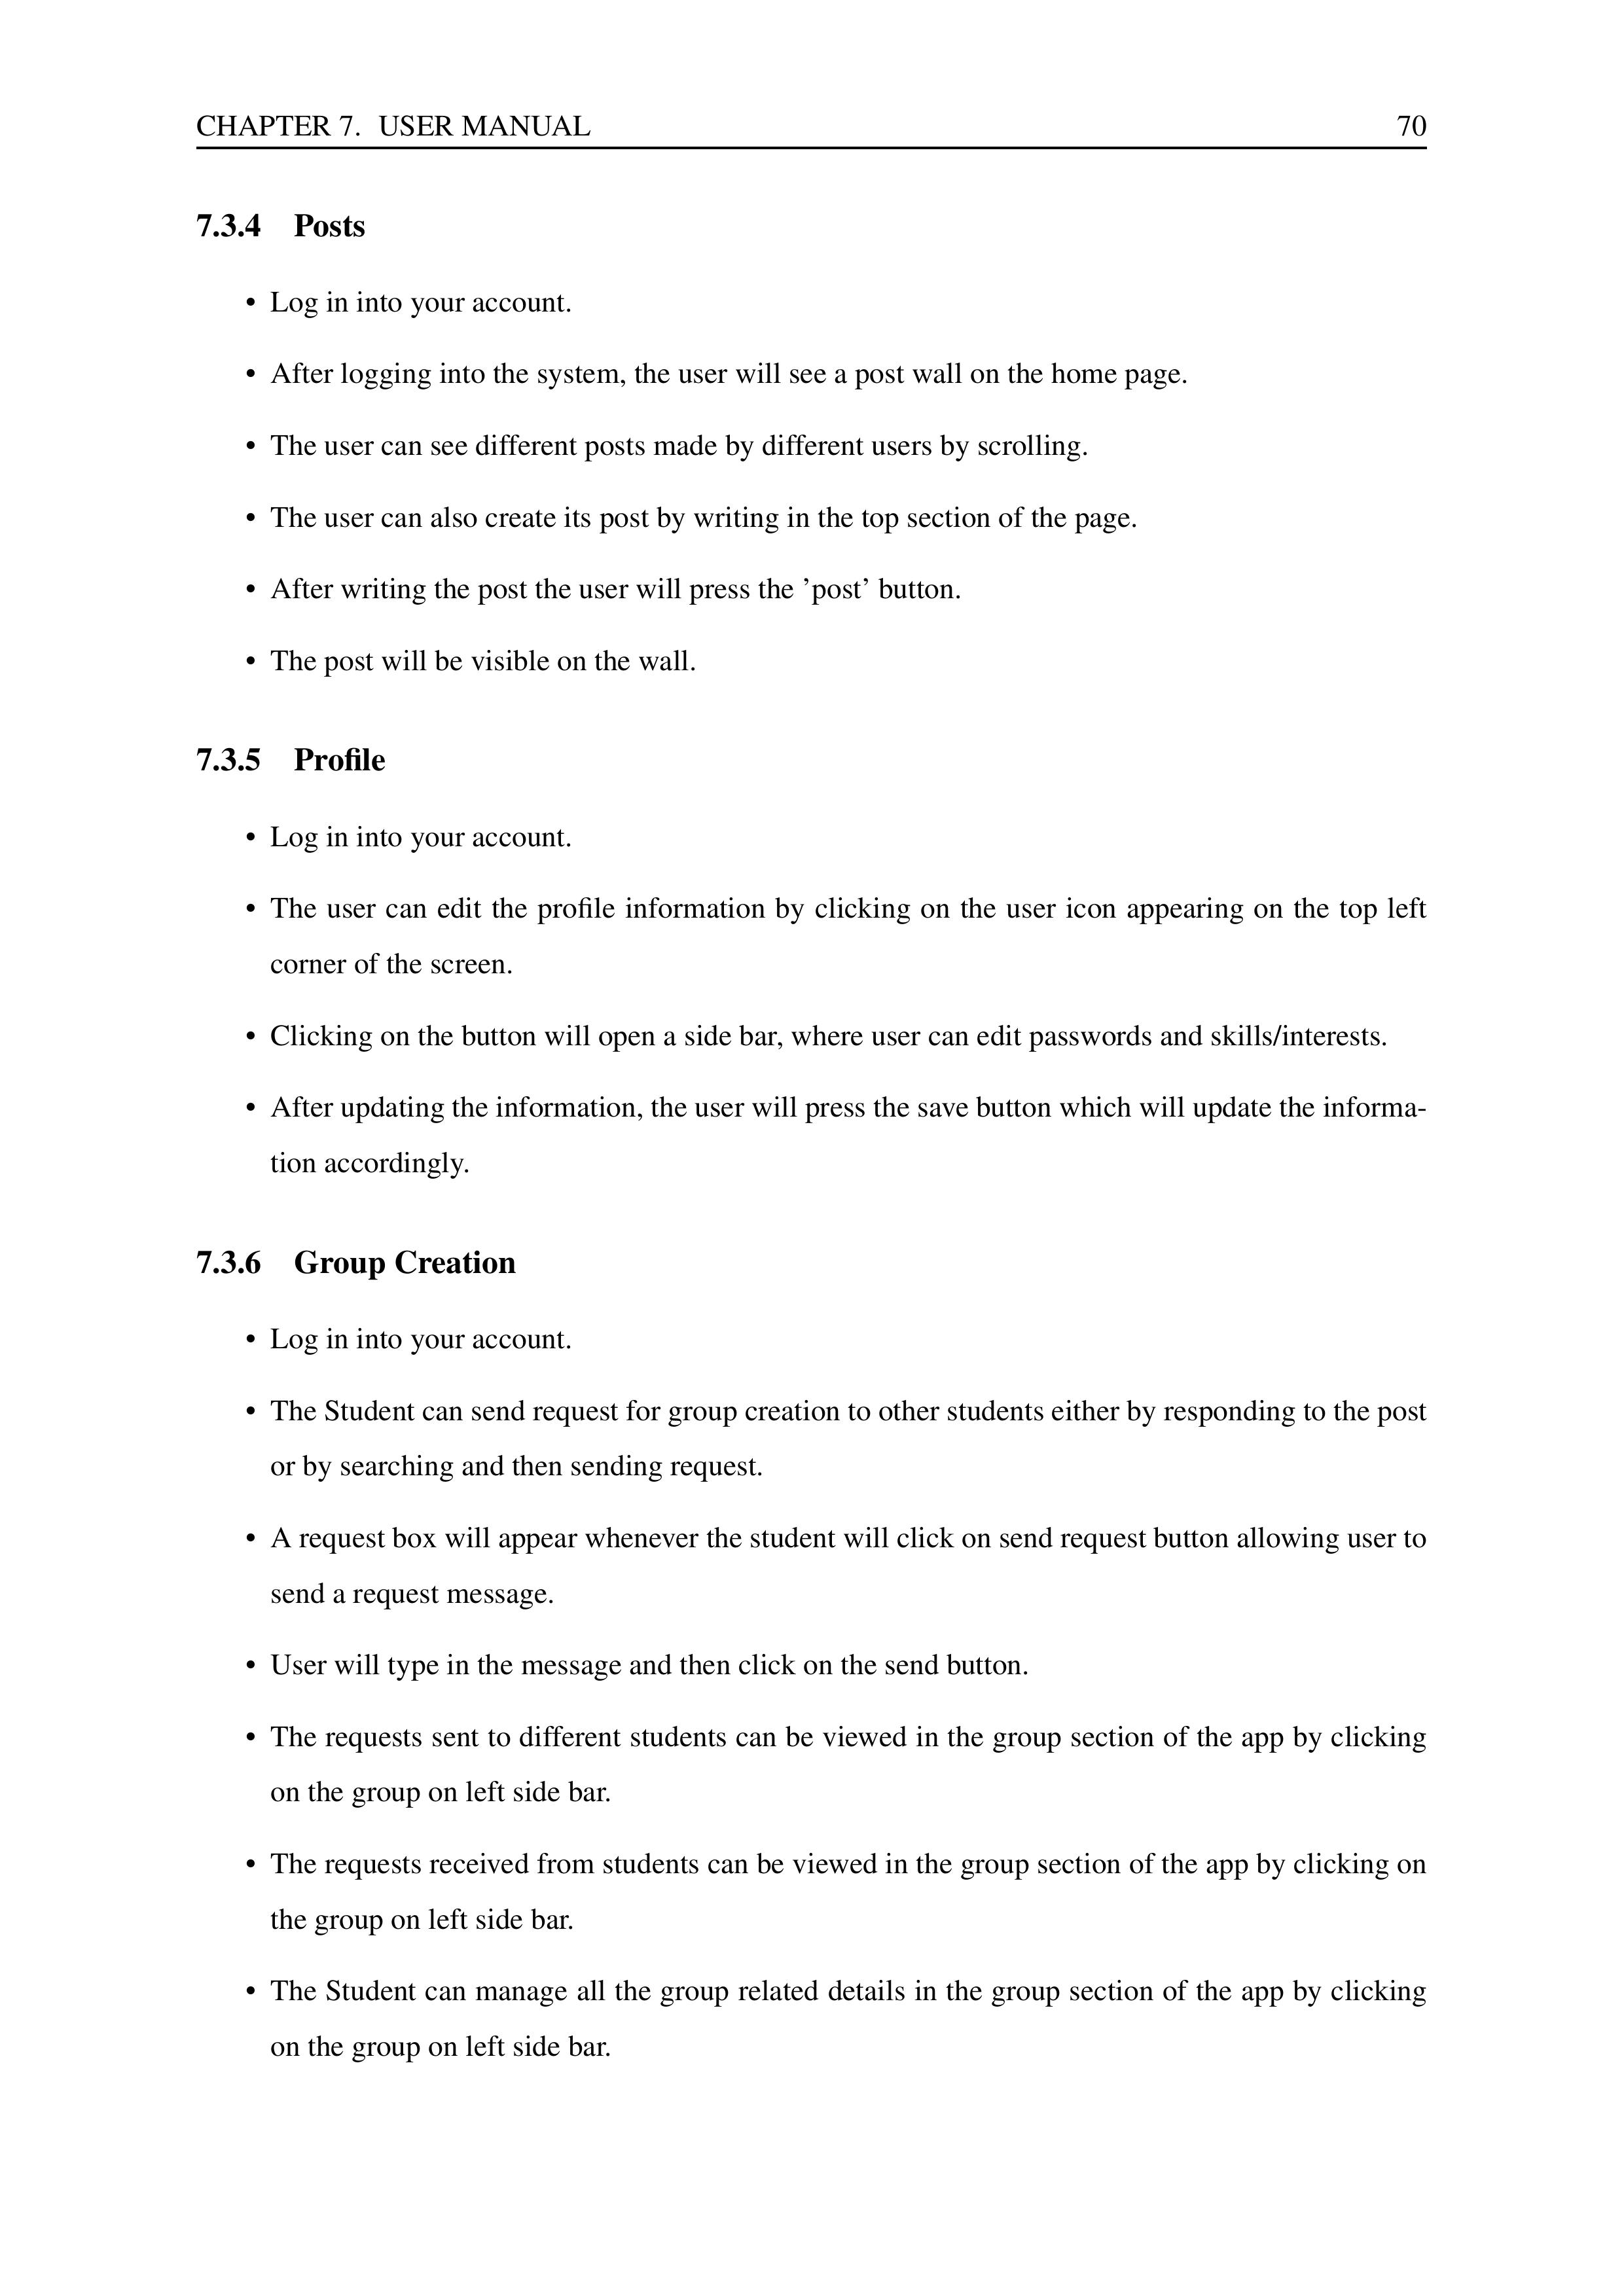 CHAPTER 7. USER MANUAL 70
7.3.4 Posts
• Log in into your account.
• After logging into the system, the user will see a post wall on the home page.
• The user can see different posts made by different users by scrolling.
• The user can also create its post by writing in the top section of the page.
• After writing the post the user will press the ’post’ button.
• The post will be visible on the wall.
7.3.5 Profile
• Log in into your account.
• The user can edit the profile information by clicking on the user icon appearing on the top left
corner of the screen.
• Clicking on the button will open a side bar, where user can edit passwords and skills/interests.
• After updating the information, the user will press the save button which will update the informa-
tion accordingly.
7.3.6 Group Creation
• Log in into your account.
• The Student can send request for group creation to other students either by responding to the post
or by searching and then sending request.
• A request box will appear whenever the student will click on send request button allowing user to
send a request message.
• User will type in the message and then click on the send button.
• The requests sent to different students can be viewed in the group section of the app by clicking
on the group on left side bar.
• The requests received from students can be viewed in the group section of the app by clicking on
the group on left side bar.
• The Student can manage all the group related details in the group section of the app by clicking
on the group on left side bar.